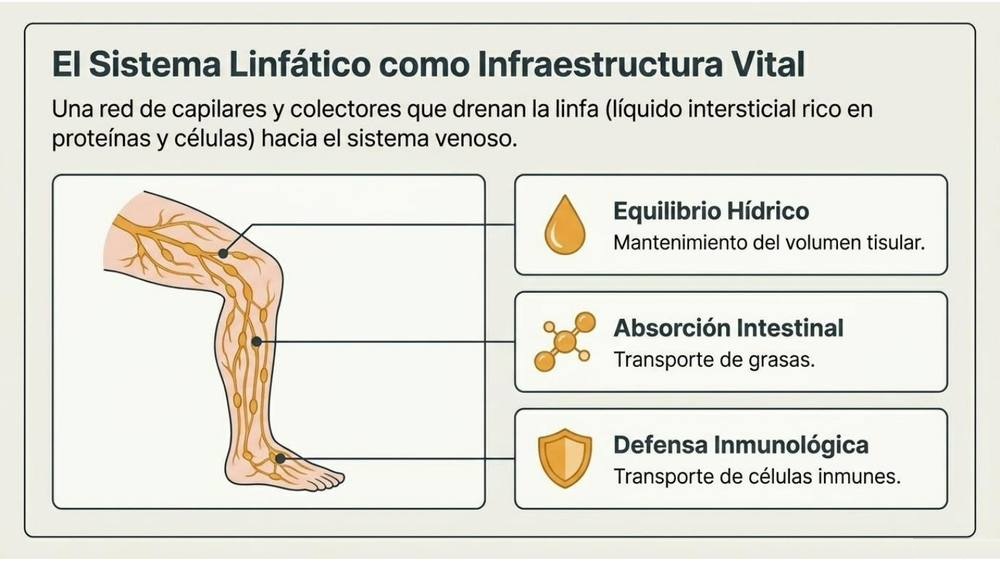 El Sistema Linfático como Infraestructura Vital
Una red de capilares y colectores que drenan la linfa (líquido intersticial rico en
proteínas y células) hacia el sistema venoso.
Equilibrio Hídrico
Mantenimiento del volumen tisular.
Absorción Intestinal
Transporte de grasas.
Defensa Inmunológica
Transporte de células inmunes.